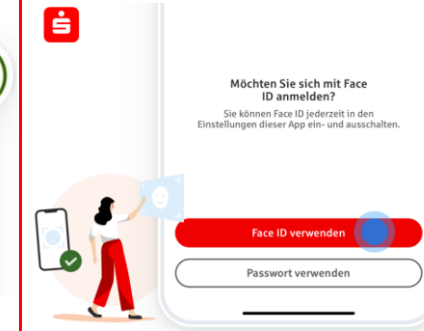 Möchten Sie sich mit Face
ID anmelden?
Sie können Face ID jederzeit in den
Einstellungen dieser App ein- und ausschalten.
Face ID verwenden
Passwort verwenden